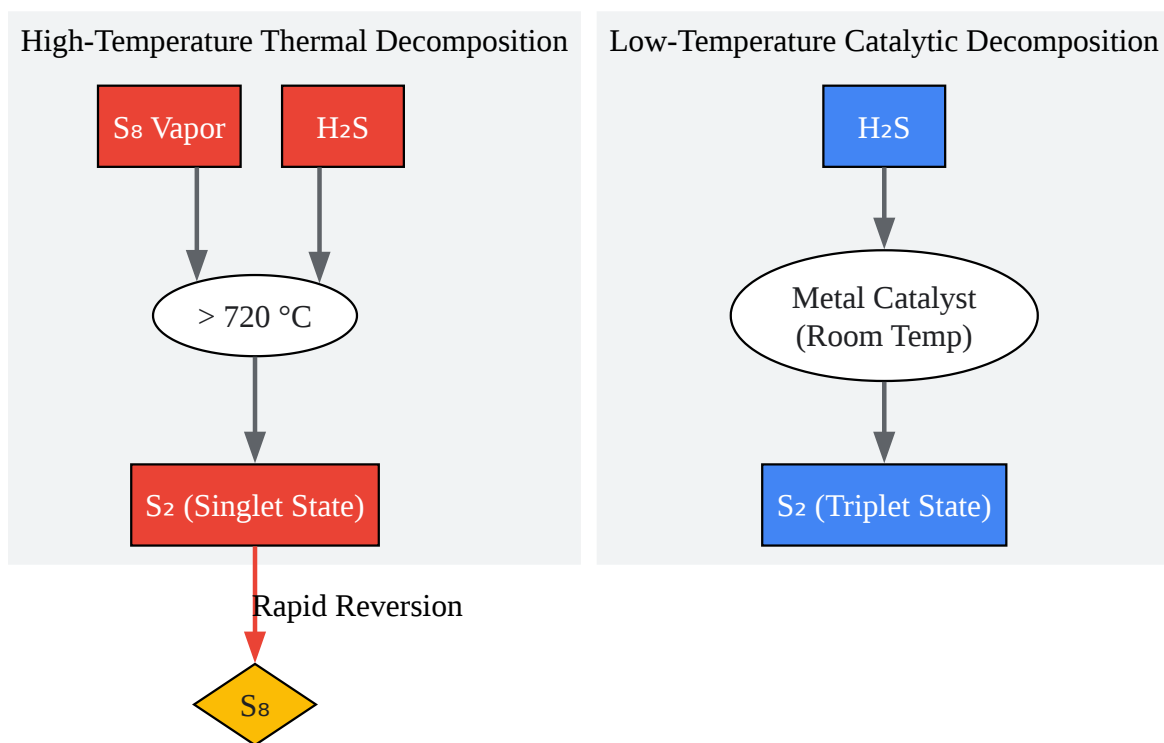 High-Temperature Thermal Decomposition
S₈ Vapor
H₂S
> 720 °C
S₂ (Singlet State)
Rapid Reversion
S₈
Low-Temperature Catalytic Decomposition
H₂S
Metal Catalyst
(Room Temp)
S₂ (Triplet State)